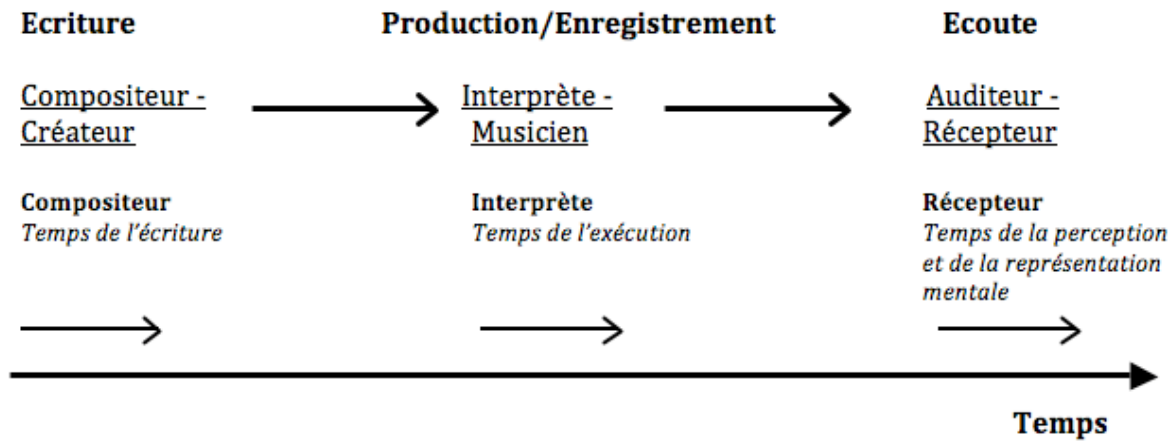 Ecriture
Production/Enregistrement
Ecoute
Compositeur -
Créateur
Interprète -
Musicien
Auditeur -
Récepteur
Compositeur
Temps de l'écriture
Interprète
Temps de l'exécution
Récepteur
Temps de la perception
et de la représentation
mentale
Temps